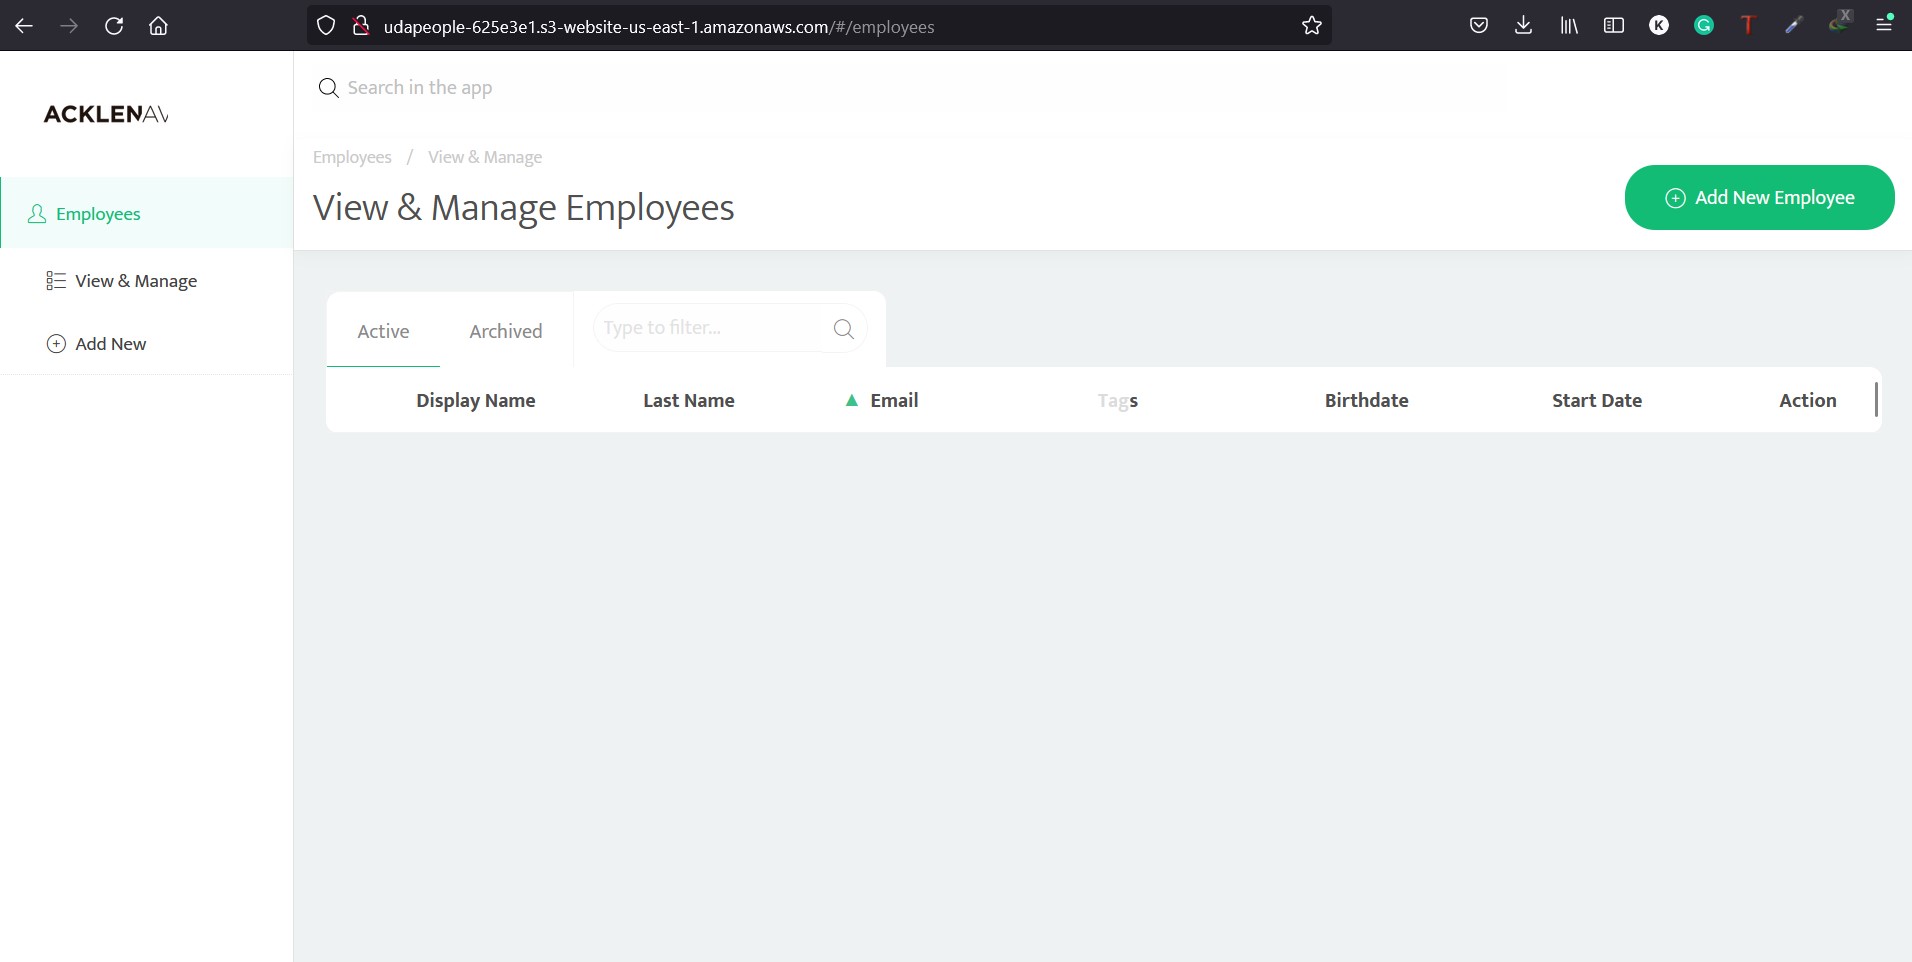 udapeople-625e3e1.s3-website-us-east-1.amazonaws.com/#/employees
K
G
T
X
ACKLENAV
Search in the app
Employees / View & Manage
View & Manage Employees
Add New Employee
Employees
View & Manage
Add New
Active
Archived
Type to filter...
Display Name
Last Name
Email
Tags
Birthdate
Start Date
Action